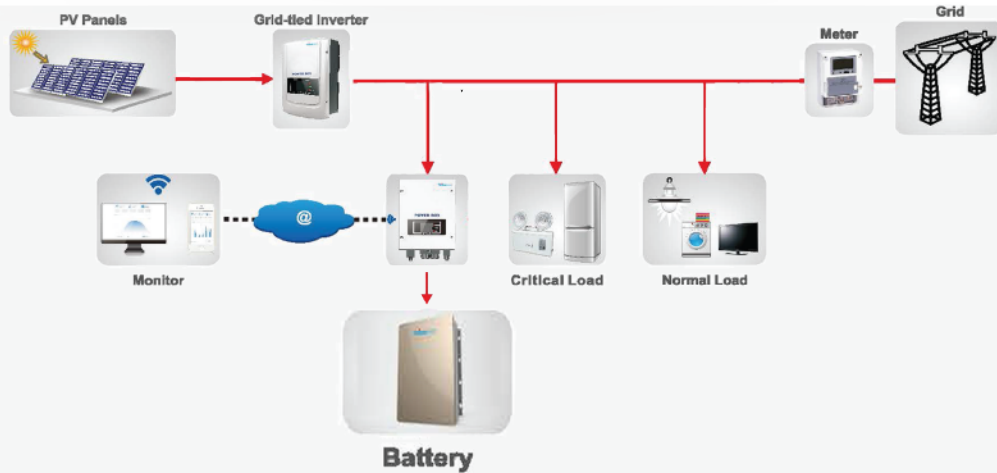 PV Panels
Grid-tied Inverter
Meter
Grid
@
Monitor
Critical Load
Normal Load
Battery